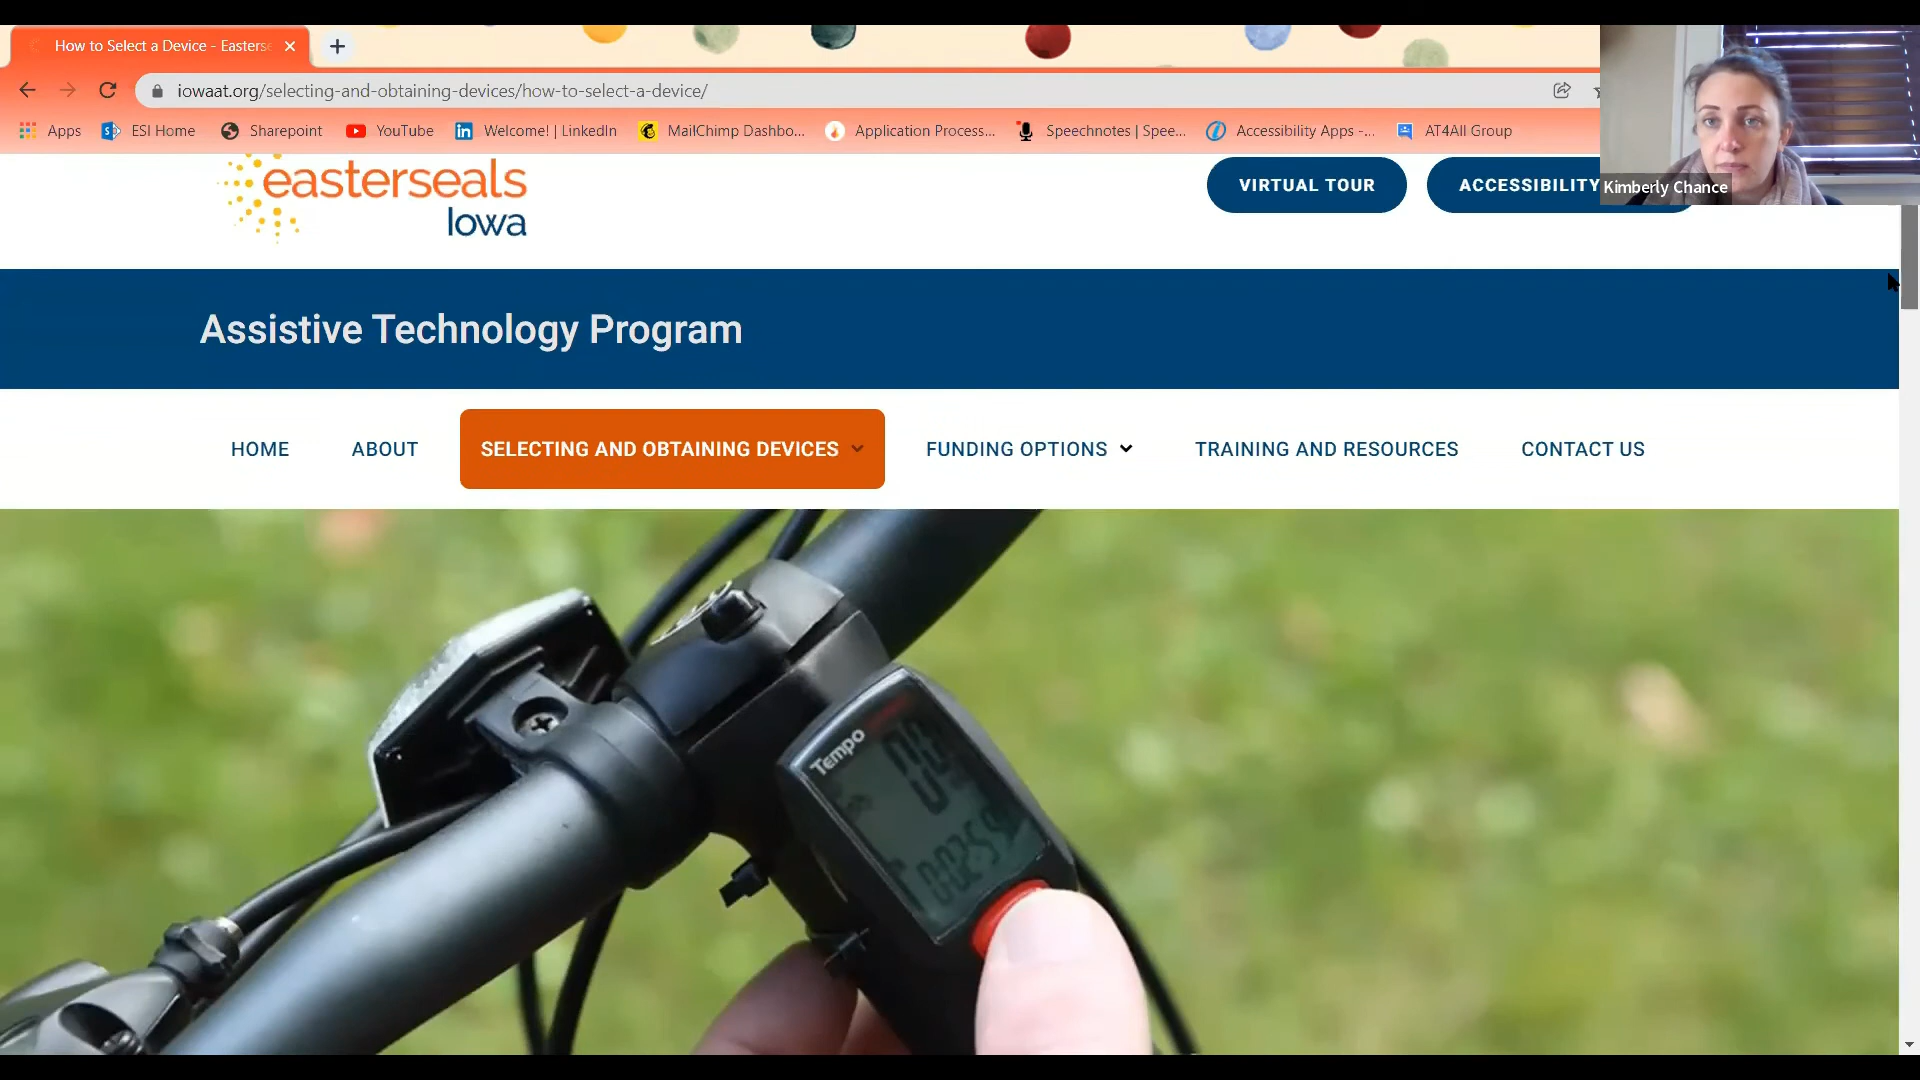 How to Select a Device - Easterse
iowaat.org/selecting-and-obtaining-devices/how-to-select-a-device/
Apps ESI Home Sharepoint YouTube Welcome! | LinkedIn MailChimp Dashbo... Application Process... Speechnotes | Spee... Accessibility Apps -... AT4All Group
Kimberly Chance
easterseals
Iowa
VIRTUAL TOUR
ACCESSIBILITY
Assistive Technology Program
HOME ABOUT SELECTING AND OBTAINING DEVICES FUNDING OPTIONS TRAINING AND RESOURCES CONTACT US
Tempo